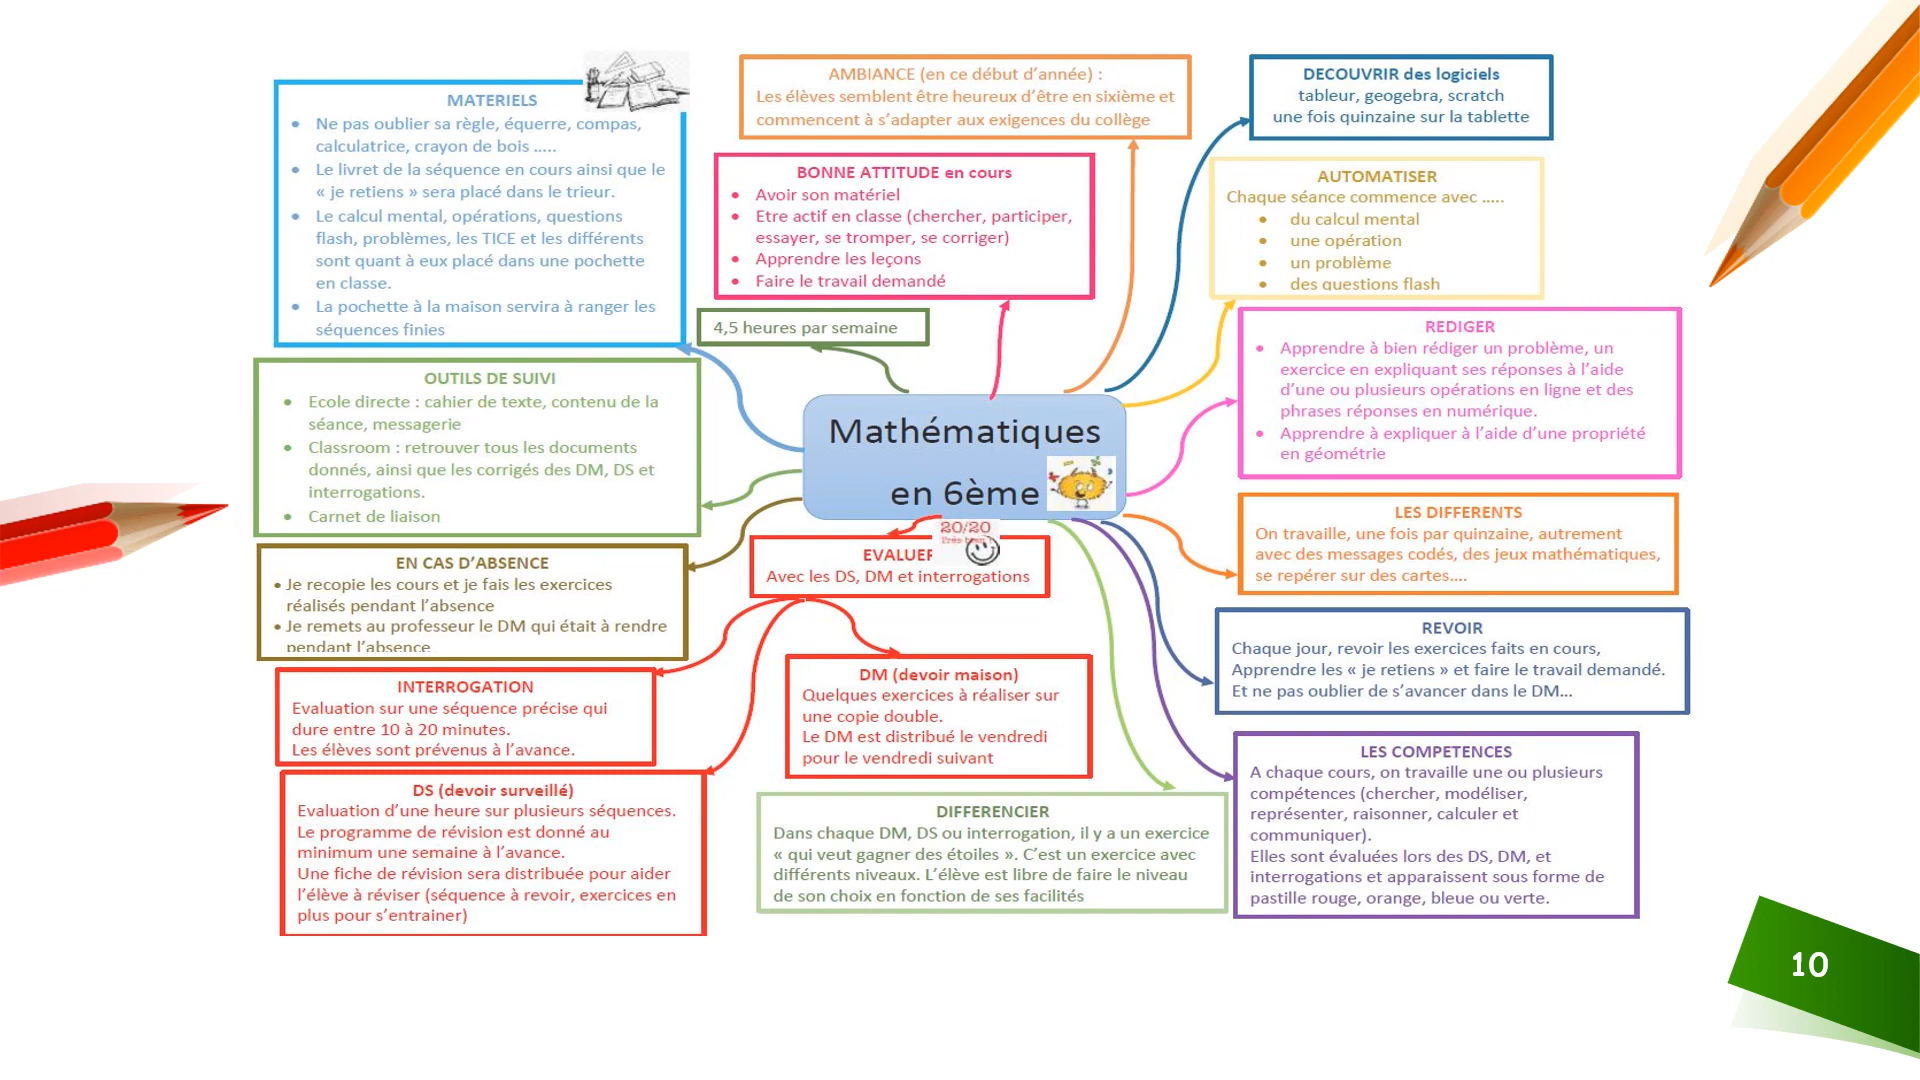 MATERIELS
Ne pas oublier sa règle, équerre, compas,
calculatrice, crayon de bois .....
Le livret de la séquence en cours ainsi que le
« je retiens » sera placé dans le trieur.
Le calcul mental, opérations, questions
flash, problèmes, les TICE et les différents
sont quant à eux placé dans une pochette
en classe.
La pochette à la maison servira à ranger les
séquences finies
AMBIANCE (en ce début d'année) :
Les élèves semblent être heureux d'être en sixième et
commencent à s'adapter aux exigences du collège
DECOUVRIR des logiciels
tableur, geogebra, scratch
une fois quinzaine sur la tablette
BONNE ATTITUDE en cours
Avoir son matériel
Etre actif en classe (chercher, participer,
essayer, se tromper, se corriger)
Apprendre les leçons
Faire le travail demandé
AUTOMATISER
Chaque séance commence avec .....
du calcul mental
une opération
un problème
des questions flash
4,5 heures par semaine
REDIGER
Apprendre à bien rédiger un problème, un
exercice en expliquant ses réponses à l'aide
d'une ou plusieurs opérations en ligne et des
phrases réponses en numérique.
Apprendre à expliquer à l'aide d'une propriété
en géométrie
OUTILS DE SUIVI
Ecole directe : cahier de texte, contenu de la
séance, messagerie
Classroom : retrouver tous les documents
donnés, ainsi que les corrigés des DM, DS et
interrogations.
Carnet de liaison
Mathématiques
en 6ème
LES DIFFERENTS
On travaille, une fois par quinzaine, autrement
avec des messages codés, des jeux mathématiques,
se repérer sur des cartes....
EN CAS D'ABSENCE
Je recopie les cours et je fais les exercices
réalisés pendant l'absence
Je remets au professeur le DM qui était à rendre
pendant l'absence
20/20
Très bien
EVALUER
Avec les DS, DM et interrogations
REVOIR
Chaque jour, revoir les exercices faits en cours,
Apprendre les « je retiens » et faire le travail demandé.
Et ne pas oublier de s'avancer dans le DM...
INTERROGATION
Evaluation sur une séquence précise qui
dure entre 10 à 20 minutes.
Les élèves sont prévenus à l'avance.
DM (devoir maison)
Quelques exercices à réaliser sur
une copie double.
Le DM est distribué le vendredi
pour le vendredi suivant
LES COMPETENCES
A chaque cours, on travaille une ou plusieurs
compétences (chercher, modéliser,
représenter, raisonner, calculer et
communiquer).
Elles sont évaluées lors des DS, DM, et
interrogations et apparaissent sous forme de
pastille rouge, orange, bleue ou verte.
DS (devoir surveillé)
Evaluation d'une heure sur plusieurs séquences.
Le programme de révision est donné au
minimum une semaine à l'avance.
Une fiche de révision sera distribuée pour aider
l'élève à réviser (séquence à revoir, exercices en
plus pour s'entrainer)
DIFFERENCIER
Dans chaque DM, DS ou interrogation, il y a un exercice
« qui veut gagner des étoiles ». C'est un exercice avec
différents niveaux. L'élève est libre de faire le niveau
de son choix en fonction de ses facilités
10